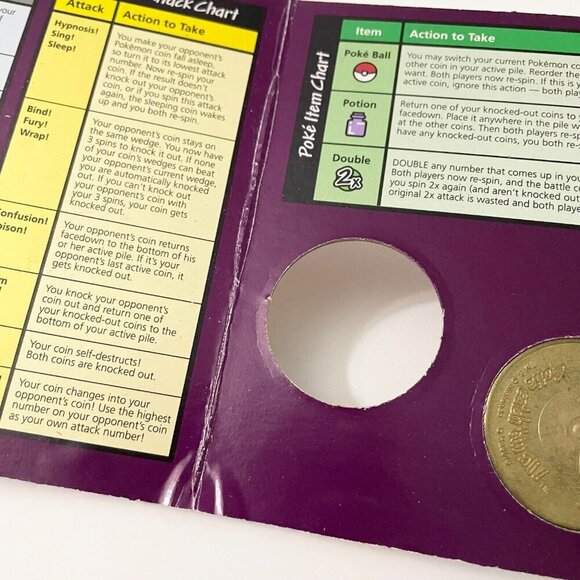 Attack Chart
Attack
Action to Take
Hypnosis!
Sing!
Sleep!
You make your opponent's
Pokémon coin fall asleep,
so turn it to its lowest attack
number. Now re-spin your
coin. If the result doesn't
knock out your opponent's
coin, or if you spin this attack
again, the sleeping coin wakes
up and you both re-spin.
Bind!
Fury!
Wrap!
Your opponent's coin stays on
the same wedge. You now have
3 spins to knock it out. If none
of your coin's wedges can beat
your opponent's current wedge,
you are automatically knocked
out. If you can't knock out
your opponent's coin with
your 3 spins, your coin gets
knocked out.
Confusion!
Poison!
Your opponent's coin returns
facedown to the bottom of his
or her active pile. If it's your
opponent's last active coin, it
gets knocked out.
You knock your opponent's
coin out and return one of
your knocked-out coins to the
bottom of your active pile.
Your coin self-destructs!
Both coins are knocked out.
Your coin changes into your
opponent's coin! Use the highest
number on your opponent's coin
as your own attack number!
Poké Item Chart
Item
Action to Take
Poké Ball
You may switch your current Pokémon co
other coin in your active pile. Reorder the
want. Both players now re-spin. If this is y
active coin, ignore this action — both play
Potion
Return one of your knocked-out coins to y
facedown. Place it anywhere in the pile w
at the other coins. Then both players re-sp
have any knocked-out coins, you both re-s
Double
2x
DOUBLE any number that comes up in you
Both players now re-spin, and the battle c
you spin 2x again (and aren't knocked out
original 2x attack is wasted and both playe